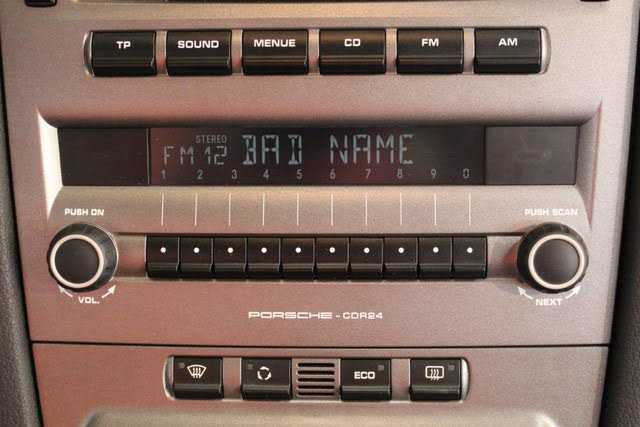 TP SOUND MENUE CD FM AM
STEREO
FM 12 BAD NAME
1 2 3 4 5 6 7 8 9 0
PUSH ON PUSH SCAN
VOL. NEXT
PORSCHE - CDR24
ECO